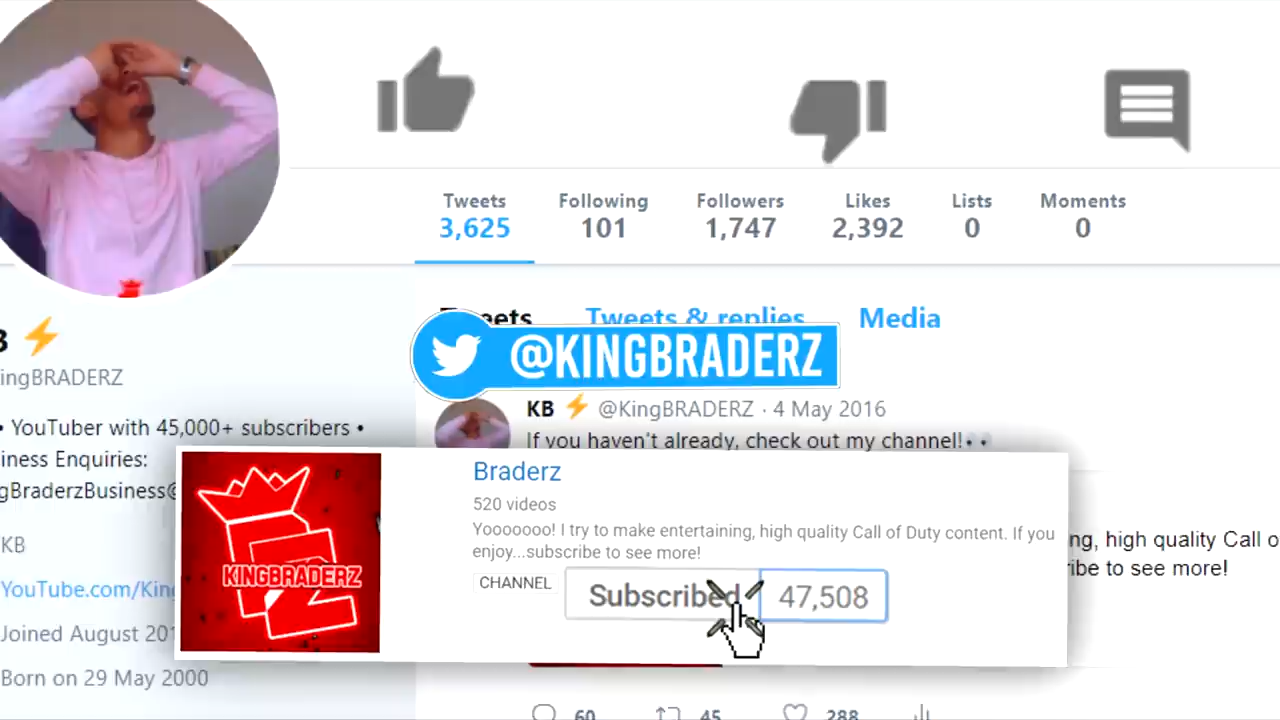 Tweets Following Followers Likes Lists Moments
3,625 101 1,747 2,392 0 0
Tweets Tweets & replies Media
@KINGBRADERZ
KB ⚡ @KingBRADERZ · 4 May 2016
If you haven't already, check out my channel!👀
B ⚡
ingBRADERZ
• YouTuber with 45,000+ subscribers •
iness Enquiries:
gBraderzBusiness@
KB
YouTube.com/King
Joined August 201
Born on 29 May 2000
KINGBRADERZ
Braderz
520 videos
Yooooooo! I try to make entertaining, high quality Call of Duty content. If you
enjoy...subscribe to see more!
CHANNEL
Subscribed 47,508
ng, high quality Call o
ribe to see more!
60 45 288